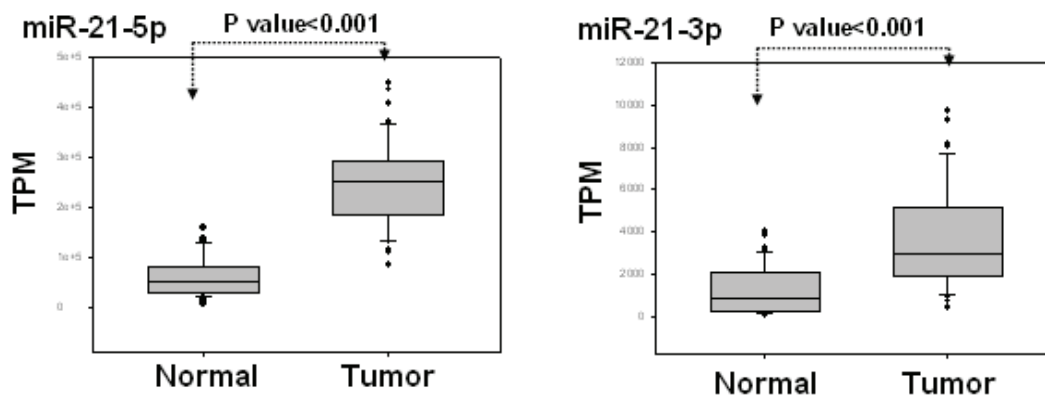 miR-21-5p
P value<0.001
5e+5
4e+5
3e+5
2e+5
1e+5
0
TPM
Normal
Tumor
miR-21-3p
P value<0.001
12000
10000
8000
6000
4000
2000
0
TPM
Normal
Tumor